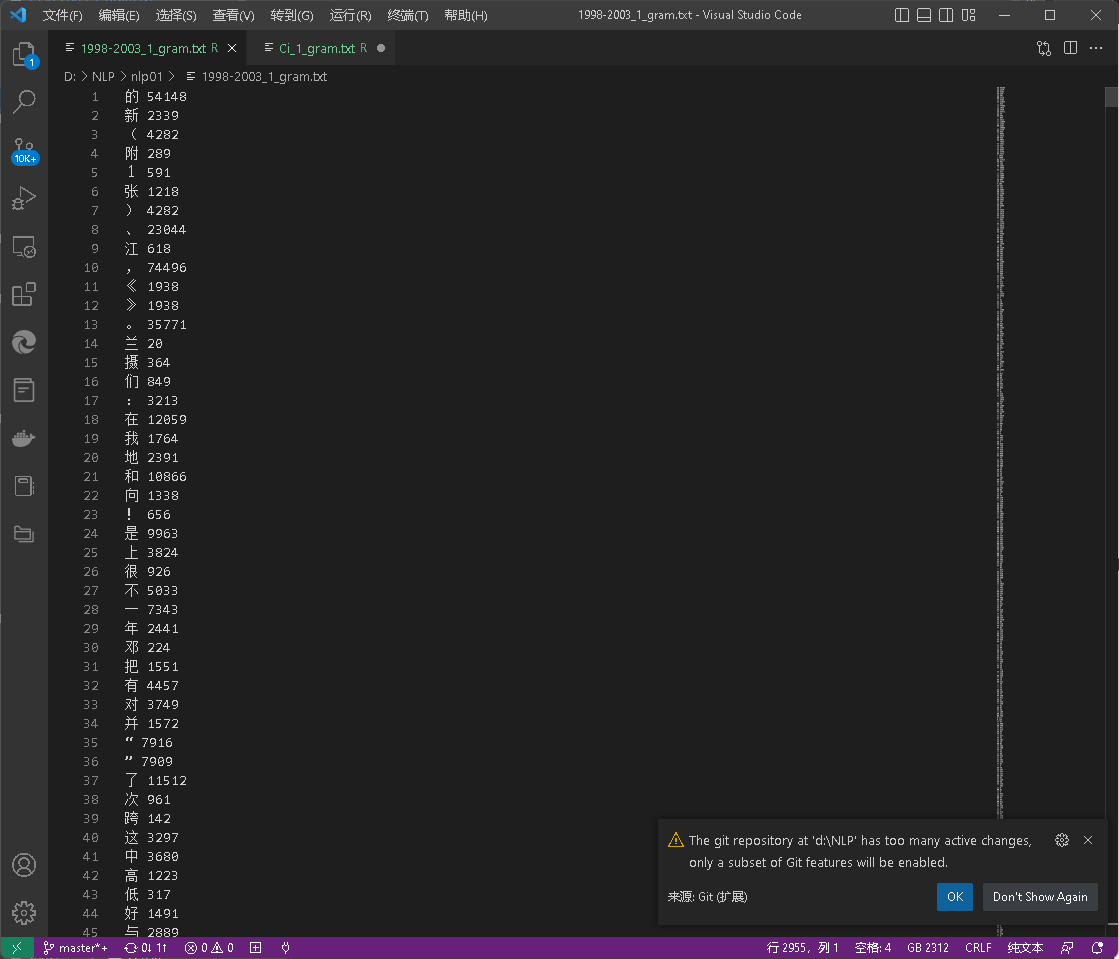 文件(F) 编辑(E) 选择(S) 查看(V) 转到(G) 运行(R) 终端(T) 帮助(H) 1998-2003_1_gram.txt - Visual Studio Code
1998-2003_1_gram.txt R Ci_1_gram.txt R
D: > NLP > nlp01 > 1998-2003_1_gram.txt
1
10K+
1 的 54148
2 新 2339
3 （ 4282
4 附 289
5 １ 591
6 张 1218
7 ） 4282
8 、 23044
9 江 618
10 ， 74496
11 《 1938
12 》 1938
13 。 35771
14 兰 20
15 摄 364
16 们 849
17 ： 3213
18 在 12059
19 我 1764
20 地 2391
21 和 10866
22 向 1338
23 ！ 656
24 是 9963
25 上 3824
26 很 926
27 不 5033
28 一 7343
29 年 2441
30 邓 224
31 把 1551
32 有 4457
33 对 3749
34 并 1572
35 “ 7916
36 ” 7909
37 了 11512
38 次 961
39 跨 142
40 这 3297
41 中 3680
42 高 1223
43 低 317
44 好 1491
45 与 2889
The git repository at 'd:\NLP' has too many active changes,
only a subset of Git features will be enabled.
来源: Git (扩展) OK Don't Show Again
master*+ 0↓ 1↑ 0 0 行 2955，列 1 空格: 4 GB 2312 CRLF 纯文本